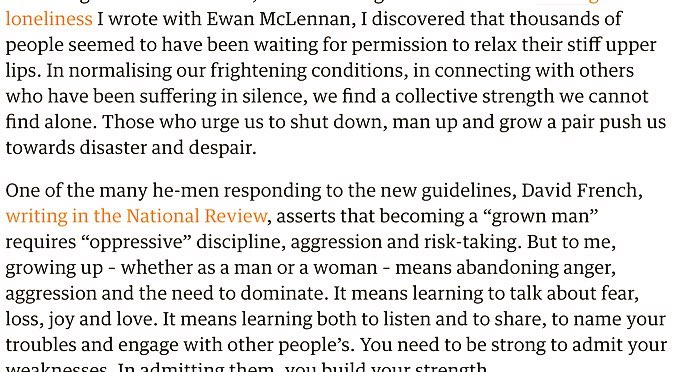 loneliness I wrote with Ewan McLennan, I discovered that thousands of
people seemed to have been waiting for permission to relax their stiff upper
lips. In normalising our frightening conditions, in connecting with others
who have been suffering in silence, we find a collective strength we cannot
find alone. Those who urge us to shut down, man up and grow a pair push us
towards disaster and despair.
One of the many he-men responding to the new guidelines, David French,
writing in the National Review, asserts that becoming a “grown man”
requires “oppressive” discipline, aggression and risk-taking. But to me,
growing up – whether as a man or a woman – means abandoning anger,
aggression and the need to dominate. It means learning to talk about fear,
loss, joy and love. It means learning both to listen and to share, to name your
troubles and engage with other people’s. You need to be strong to admit your
weaknesses. In admitting them, you build your strength.